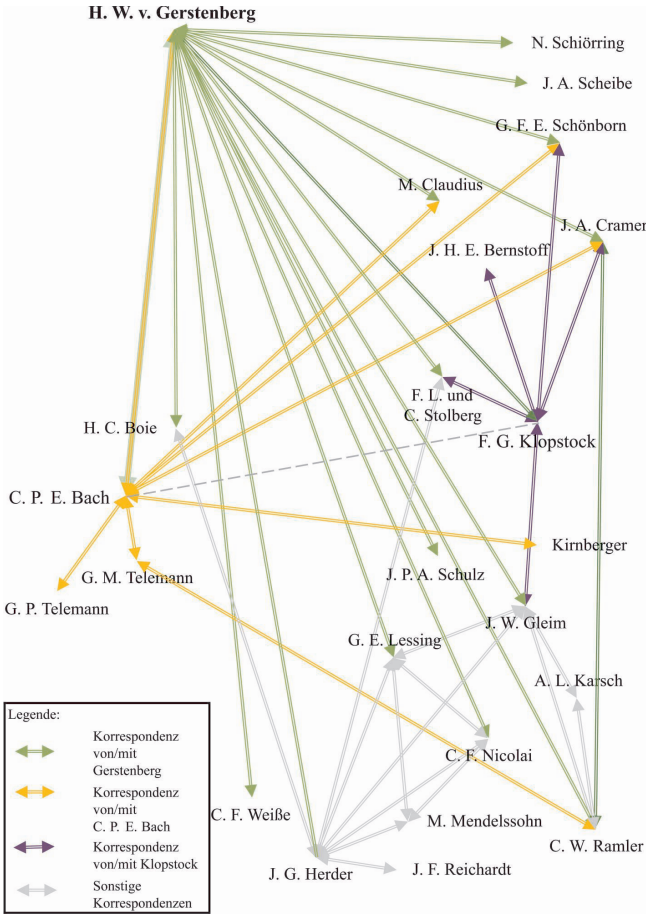 H. W. v. Gerstenberg
N. Schiörring
J. A. Scheibe
G. F. E. Schönborn
M. Claudius
J. A. Cramer
J. H. E. Bernstoff
F. L. und
C. Stolberg
H. C. Boie
F. G. Klopstock
C. P. E. Bach
Kirnberger
G. M. Telemann
J. P. A. Schulz
G. P. Telemann
J. W. Gleim
G. E. Lessing
A. L. Karsch
C. F. Nicolai
C. F. Weiße
M. Mendelssohn
C. W. Ramler
J. G. Herder
J. F. Reichardt
Legende:
Korrespondenz
von/mit
Gerstenberg
Korrespondenz
von/mit
C. P. E. Bach
Korrespondenz
von/mit Klopstock
Sonstige
Korrespondenzen